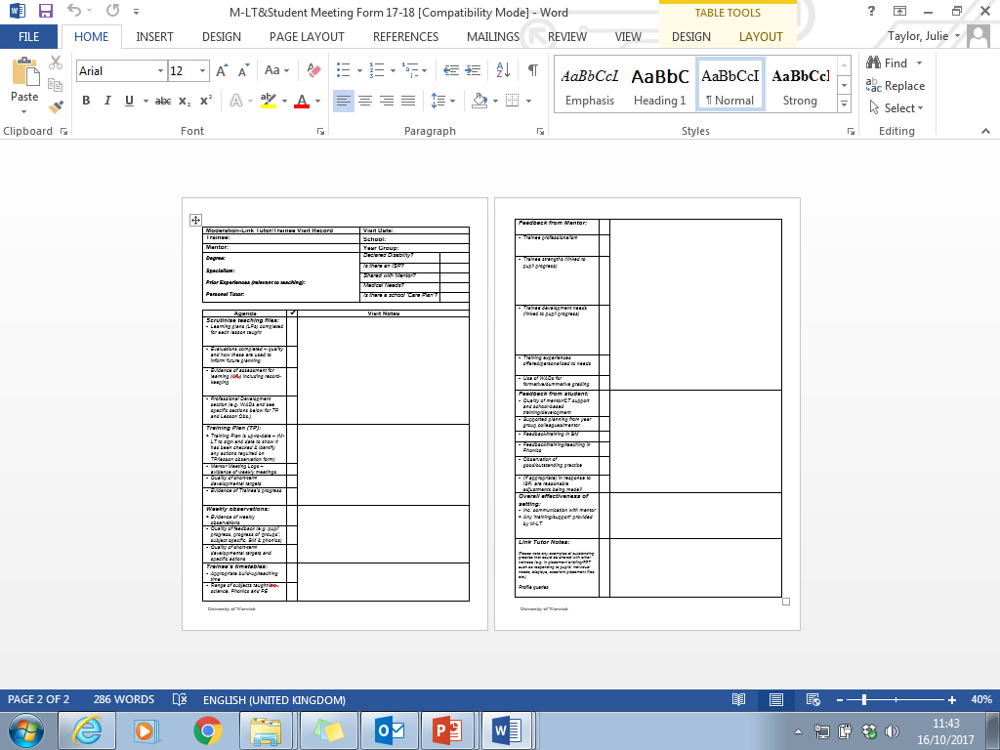 M-LT&Student Meeting Form 17-18 [Compatibility Mode] - Word
TABLE TOOLS
FILE HOME INSERT DESIGN PAGE LAYOUT REFERENCES MAILINGS REVIEW VIEW DESIGN LAYOUT Taylor, Julie
Paste
Arial 12
Aa
B I U abc x2 x2
AaBbCcI AaBbC AaBbCcI AaBbCcI
Emphasis Heading 1 ¶ Normal Strong
Find
Replace
Select
Clipboard Font Paragraph Styles Editing
Moderation-Link Tutor/Trainee Visit Record Visit Date:
Trainee: School:
Mentor: Year Group:
Degree:
Specialism:
Prior Experiences (relevant to teaching):
Personal Tutor:
Declared Disability?
Is there an ISP?
Shared with Mentor?
Medical Needs?
Is there a school 'Care Plan'?
Agenda ✓ Visit Notes
Scrutinise teaching files:
• Learning plans (LPs) completed
for each lesson taught
• Evaluations completed – quality
and how these are used to
inform future planning
• Evidence of assessment for
learning (AfL) including record-
keeping
• Professional Development
section (e.g. WADs and see
specific sections below for TP
and Lesson Obs.)
Training Plan (TP):
• Training Plan is up-to-date – (M-
LT to sign and date to show it
has been checked & identify
any actions required on
TP/lesson observation form)
• Mentor Meeting Logs –
evidence of weekly meetings
• Quality of short-term
developmental targets
• Evidence of Trainee's progress
Weekly observations:
• Evidence of weekly
observations
• Quality of feedback (e.g. pupil
progress, progress of 'groups',
subject specific, BM & phonics)
• Quality of short-term
developmental targets and
specific actions
Trainee's timetables:
• Appropriate build-up/teaching
time
• Range of subjects taught
science, Phonics and PE
University of Warwick
Feedback from Mentor:
• Trainee professionalism
• Trainee strengths (linked to
pupil progress)
• Trainee development needs
(linked to pupil progress)
• Training experiences
offered/personalised to needs
• Use of WADs for
formative/summative grading
Feedback from student:
• Quality of mentor/CT support
and school-based
training/development
• Supported planning from year
group colleagues/mentor
• Feedback/training in BM
• Feedback/training/teaching in
Phonics
• Observation of
good/outstanding practice
• (If appropriate) In response to
ISP, are reasonable
adjustments being made?
Overall effectiveness of
setting:
• Inc. communication with mentor
• Any 'training/support' provided
by M-LT
Link Tutor Notes:
Please note any examples of outstanding
practice that could be shared with other
trainees (e.g. in placement briefing/PET
such as responding to pupils' individual
needs, displays, excellent placement files
etc.)
Profile queries
University of Warwick
PAGE 2 OF 2 286 WORDS ENGLISH (UNITED KINGDOM) 40%
11:43
16/10/2017